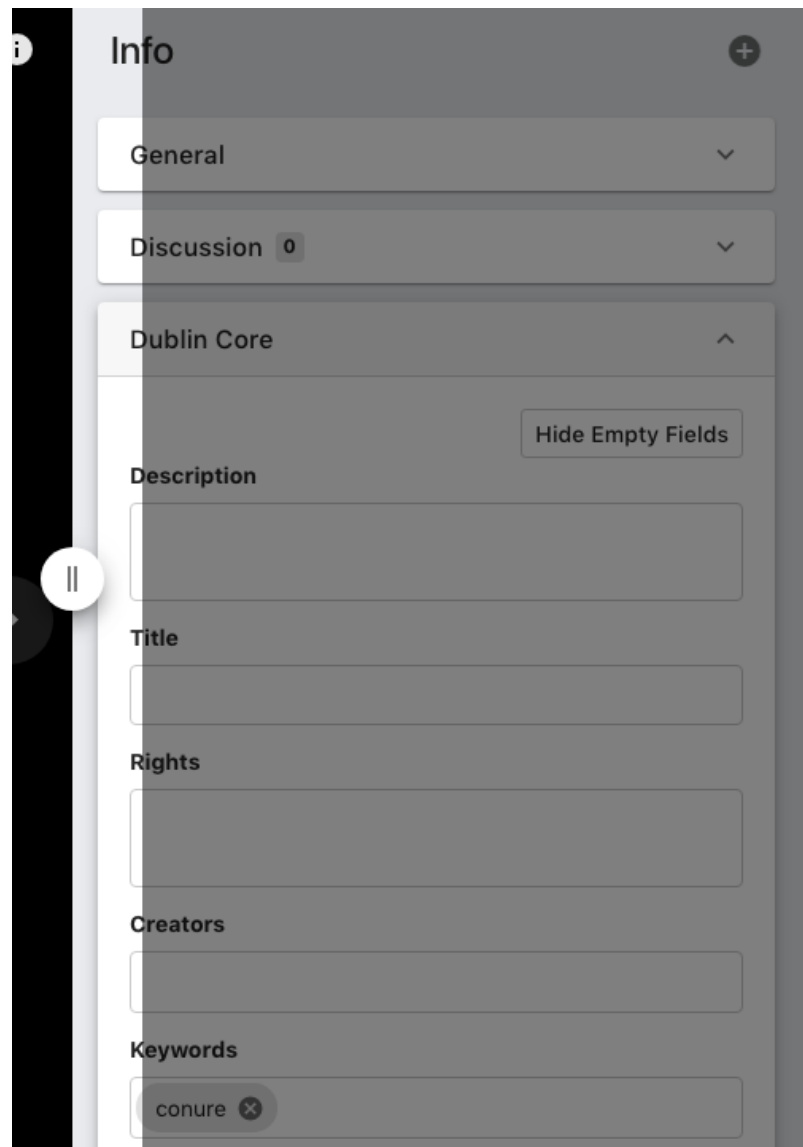 i
Info
General
Discussion 0
Dublin Core
Hide Empty Fields
Description
Title
Rights
Creators
Keywords
conure